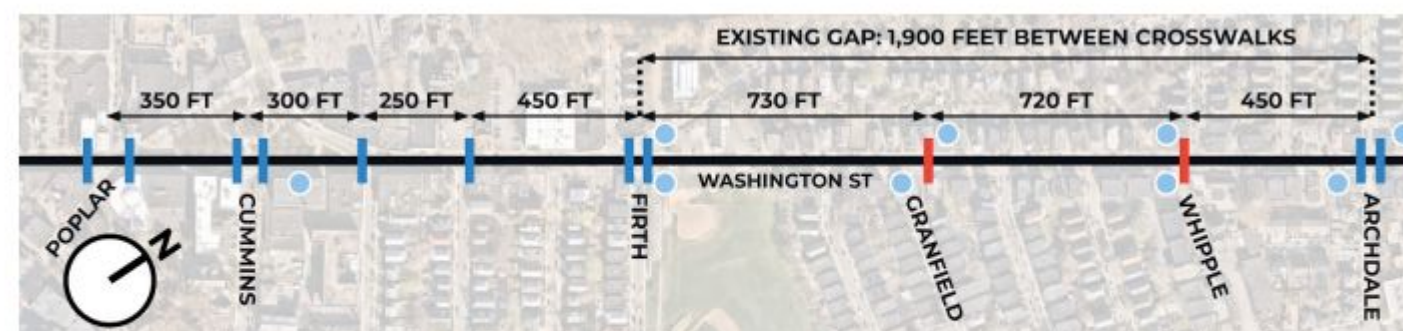 EXISTING GAP: 1,900 FEET BETWEEN CROSSWALKS
350 FT
300 FT
250 FT
450 FT
730 FT
720 FT
450 FT
WASHINGTON ST
POPLAR
CUMMINS
FIRTH
GRANFIELD
WHIPPLE
ARCHDALE
N